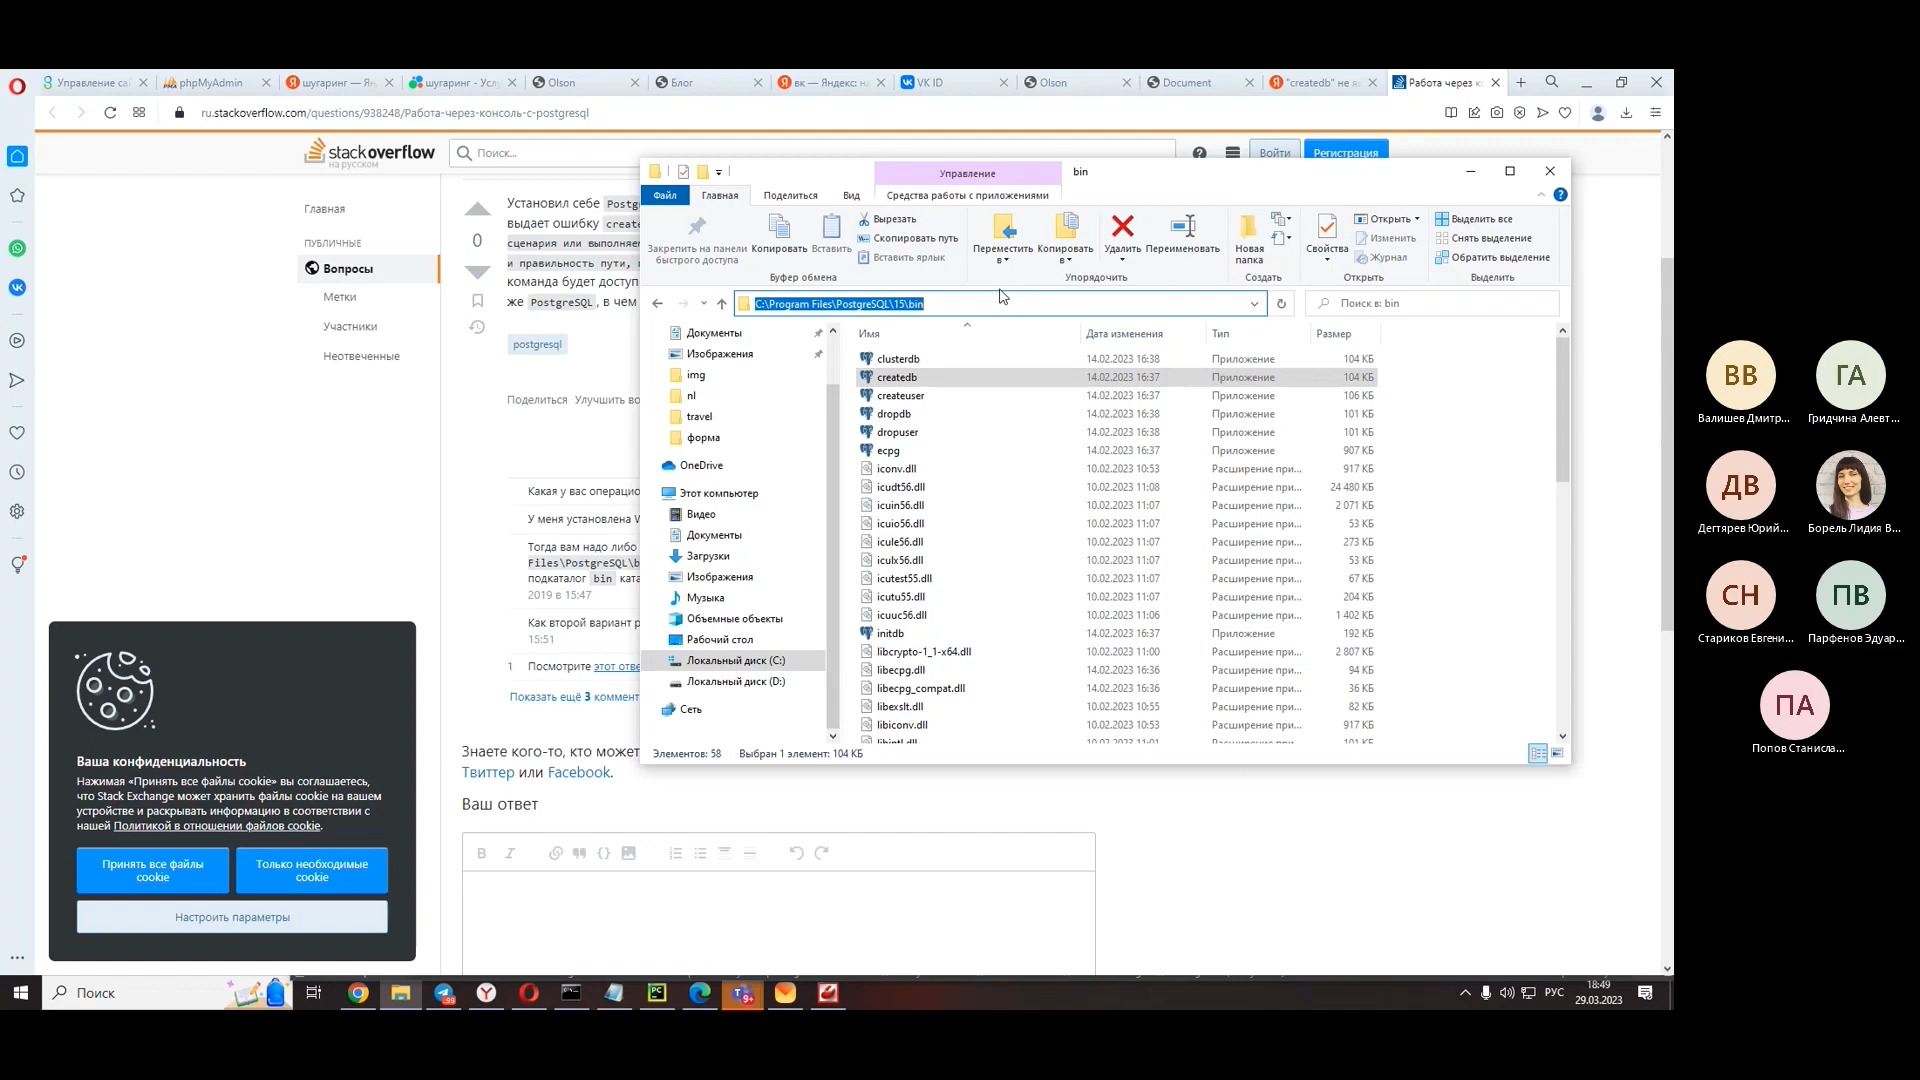 Управление са
phpMyAdmin
шугаринг — Ян
шугаринг - Усл
Olson
Блог
вк — Яндекс: н
VK ID
Olson
Document
"createdb" не яв
Работа через ко
ru.stackoverflow.com/questions/938248/Работа-через-консоль-с-postgresql
stackoverflow
на русском
Поиск...
Войти
Регистрация
Главная
ПУБЛИЧНЫЕ
Вопросы
Метки
Участники
Неотвеченные
Установил себе Postg
выдает ошибку create
сценария или выполняем
и правильность пути,
команда будет доступ
же PostgreSQL, в чем
0
postgresql
Поделиться Улучшить во
Какая у вас операцио
У меня установлена W
Тогда вам надо либо
Files\PostgreSQL\b
подкаталог bin ката
2019 в 15:47
Как второй вариант р
15:51
1 Посмотрите этот отве
Показать ещё 3 коммент
Знаете кого-то, кто может
Твиттер или Facebook.
Ваш ответ
B I
Ваша конфиденциальность
Нажимая «Принять все файлы cookie» вы соглашаетесь,
что Stack Exchange может хранить файлы cookie на вашем
устройстве и раскрывать информацию в соответствии с
нашей Политикой в отношении файлов cookie.
Принять все файлы
cookie
Только необходимые
cookie
Настроить параметры
Управление
bin
Файл
Главная
Поделиться
Вид
Средства работы с приложениями
Закрепить на панели
быстрого доступа
Копировать
Вставить
Вырезать
Скопировать путь
Вставить ярлык
Буфер обмена
Переместить
в
Копировать
в
Удалить
Переименовать
Упорядочить
Новая
папка
Создать
Свойства
Открыть
Изменить
Журнал
Открыть
Выделить все
Снять выделение
Обратить выделение
Выделить
C:\Program Files\PostgreSQL\15\bin
Поиск в: bin
Документы
Изображения
img
nl
travel
форма
OneDrive
Этот компьютер
Видео
Документы
Загрузки
Изображения
Музыка
Объемные объекты
Рабочий стол
Локальный диск (C:)
Локальный диск (D:)
Сеть
Имя Дата изменения Тип Размер
clusterdb 14.02.2023 16:38 Приложение 104 КБ
createdb 14.02.2023 16:37 Приложение 104 КБ
createuser 14.02.2023 16:37 Приложение 106 КБ
dropdb 14.02.2023 16:38 Приложение 101 КБ
dropuser 14.02.2023 16:38 Приложение 101 КБ
ecpg 14.02.2023 16:37 Приложение 907 КБ
iconv.dll 10.02.2023 10:53 Расширение при... 917 КБ
icudt56.dll 10.02.2023 11:08 Расширение при... 24 480 КБ
icuin56.dll 10.02.2023 11:07 Расширение при... 2 071 КБ
icuio56.dll 10.02.2023 11:07 Расширение при... 53 КБ
icule56.dll 10.02.2023 11:07 Расширение при... 273 КБ
iculx56.dll 10.02.2023 11:07 Расширение при... 53 КБ
icutest55.dll 10.02.2023 11:07 Расширение при... 67 КБ
icutu55.dll 10.02.2023 11:07 Расширение при... 204 КБ
icuuc56.dll 10.02.2023 11:06 Расширение при... 1 402 КБ
initdb 14.02.2023 16:37 Приложение 192 КБ
libcrypto-1_1-x64.dll 10.02.2023 11:00 Расширение при... 2 807 КБ
libecpg.dll 14.02.2023 16:36 Расширение при... 94 КБ
libecpg_compat.dll 14.02.2023 16:36 Расширение при... 36 КБ
libexslt.dll 10.02.2023 10:55 Расширение при... 82 КБ
libiconv.dll 10.02.2023 10:53 Расширение при... 917 КБ
libintl.dll 10.02.2023 11:01 Расширение при... 101 КБ
Элементов: 58 Выбран 1 элемент: 104 КБ
ВВ
Валишев Дмитр...
ГА
Гридчина Алевт...
ДВ
Дегтярев Юрий...
Борель Лидия В...
СН
Стариков Евгени...
ПВ
Парфенов Эдуар...
ПА
Попов Станисла...
Поиск
99
9+
РУС
18:49
29.03.2023